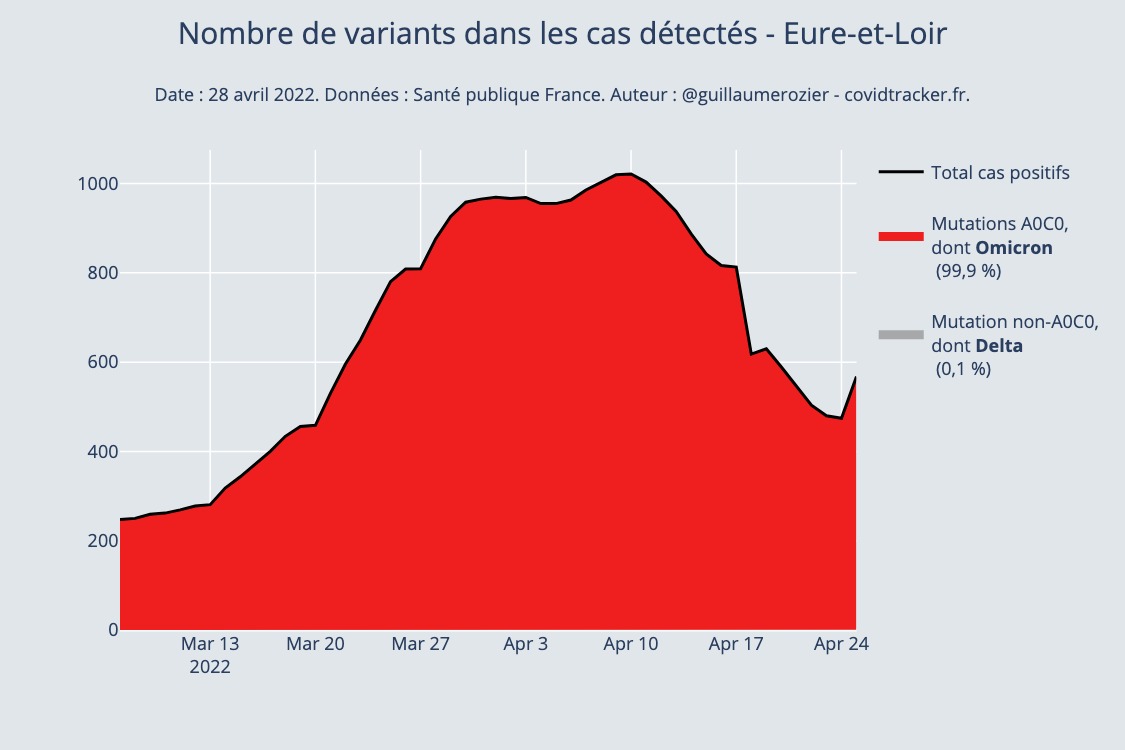 Nombre de variants dans les cas détectés - Eure-et-Loir
Date : 28 avril 2022. Données : Santé publique France. Auteur : @guillaumerozier - covidtracker.fr.
1000
800
600
400
200
0
Mar 13
2022
Mar 20
Mar 27
Apr 3
Apr 10
Apr 17
Apr 24
Total cas positifs
Mutations A0C0,
dont Omicron
(99,9 %)
Mutation non-A0C0,
dont Delta
(0,1 %)